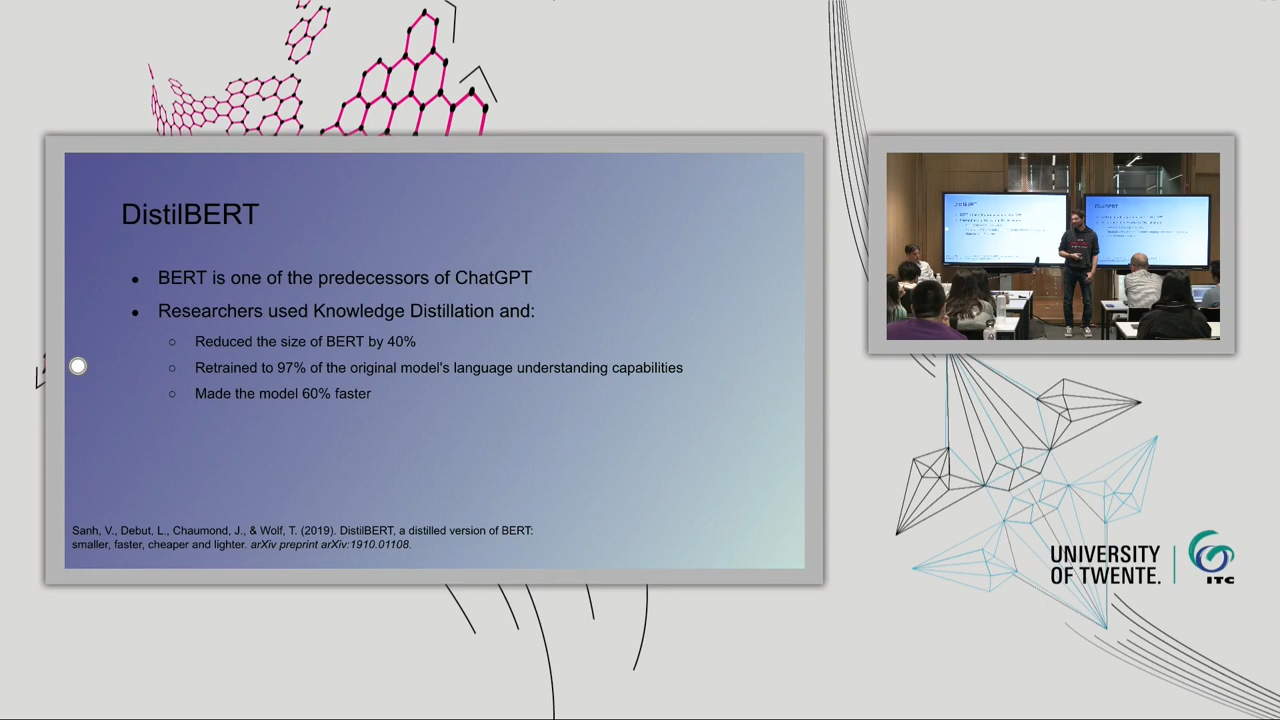 DistilBERT
BERT is one of the predecessors of ChatGPT
Researchers used Knowledge Distillation and:
Reduced the size of BERT by 40%
Retrained to 97% of the original model's language understanding capabilities
Made the model 60% faster
Sanh, V., Debut, L., Chaumond, J., & Wolf, T. (2019). DistilBERT, a distilled version of BERT:
smaller, faster, cheaper and lighter. arXiv preprint arXiv:1910.01108.
UNIVERSITY
OF TWENTE.
ITC